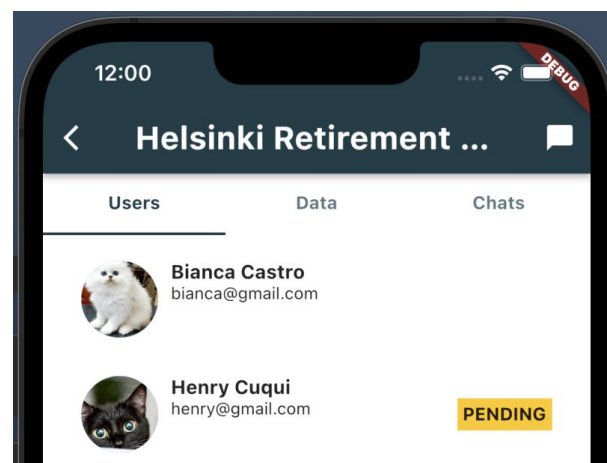 12:00
DEBUG
Helsinki Retirement ...
Users
Data
Chats
Bianca Castro
bianca@gmail.com
Henry Cuqui
henry@gmail.com
PENDING